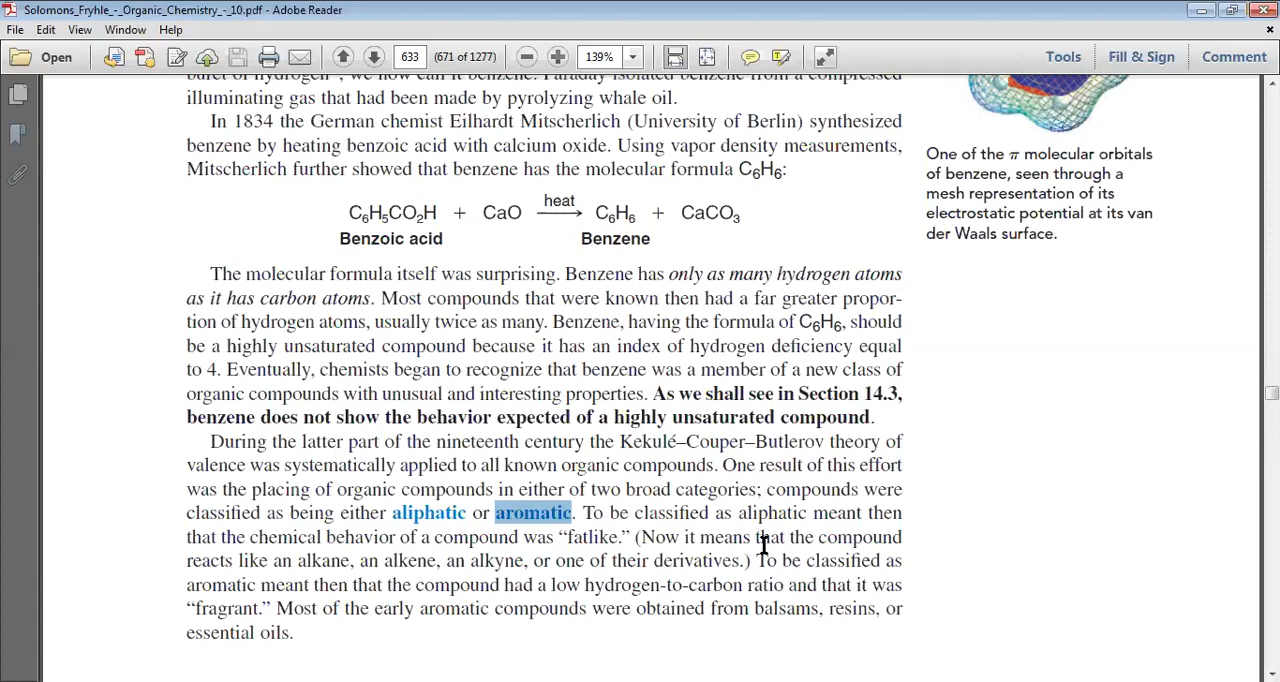 Solomons_Fryhle_-_Organic_Chemistry_-_10.pdf - Adobe Reader
File Edit View Window Help
Open 633 (671 of 1277) 139% Tools Fill & Sign Comment
illuminating gas that had been made by pyrolyzing whale oil.
In 1834 the German chemist Eilhardt Mitscherlich (University of Berlin) synthesized
benzene by heating benzoic acid with calcium oxide. Using vapor density measurements,
Mitscherlich further showed that benzene has the molecular formula C₆H₆:
heat
C₆H₅CO₂H + CaO → C₆H₆ + CaCO₃
Benzoic acid Benzene
The molecular formula itself was surprising. Benzene has only as many hydrogen atoms
as it has carbon atoms. Most compounds that were known then had a far greater propor-
tion of hydrogen atoms, usually twice as many. Benzene, having the formula of C₆H₆, should
be a highly unsaturated compound because it has an index of hydrogen deficiency equal
to 4. Eventually, chemists began to recognize that benzene was a member of a new class of
organic compounds with unusual and interesting properties. As we shall see in Section 14.3,
benzene does not show the behavior expected of a highly unsaturated compound.
During the latter part of the nineteenth century the Kekulé–Couper–Butlerov theory of
valence was systematically applied to all known organic compounds. One result of this effort
was the placing of organic compounds in either of two broad categories; compounds were
classified as being either aliphatic or aromatic. To be classified as aliphatic meant then
that the chemical behavior of a compound was “fatlike.” (Now it means that the compound
reacts like an alkane, an alkene, an alkyne, or one of their derivatives.) To be classified as
aromatic meant then that the compound had a low hydrogen-to-carbon ratio and that it was
“fragrant.” Most of the early aromatic compounds were obtained from balsams, resins, or
essential oils.
One of the π molecular orbitals
of benzene, seen through a
mesh representation of its
electrostatic potential at its van
der Waals surface.